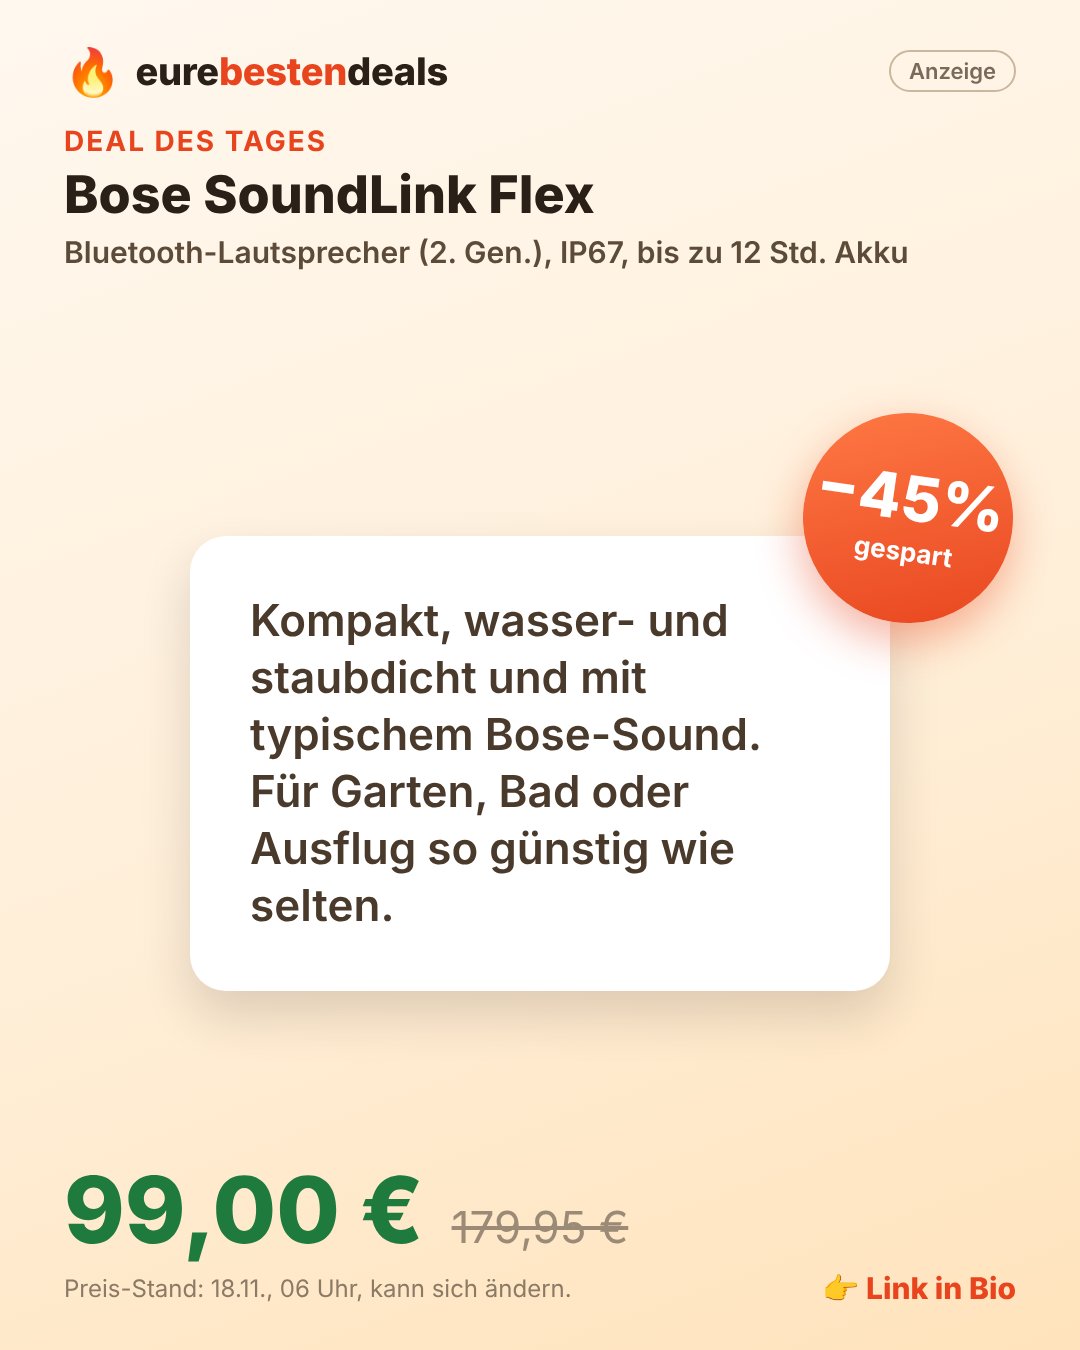 🔥 eurebestendeals
Anzeige
DEAL DES TAGES
Bose SoundLink Flex
Bluetooth-Lautsprecher (2. Gen.), IP67, bis zu 12 Std. Akku
−45%
gespart
Kompakt, wasser- und
staubdicht und mit
typischem Bose-Sound.
Für Garten, Bad oder
Ausflug so günstig wie
selten.
99,00 € 179,95 €
Preis-Stand: 18.11., 06 Uhr, kann sich ändern.
👉 Link in Bio